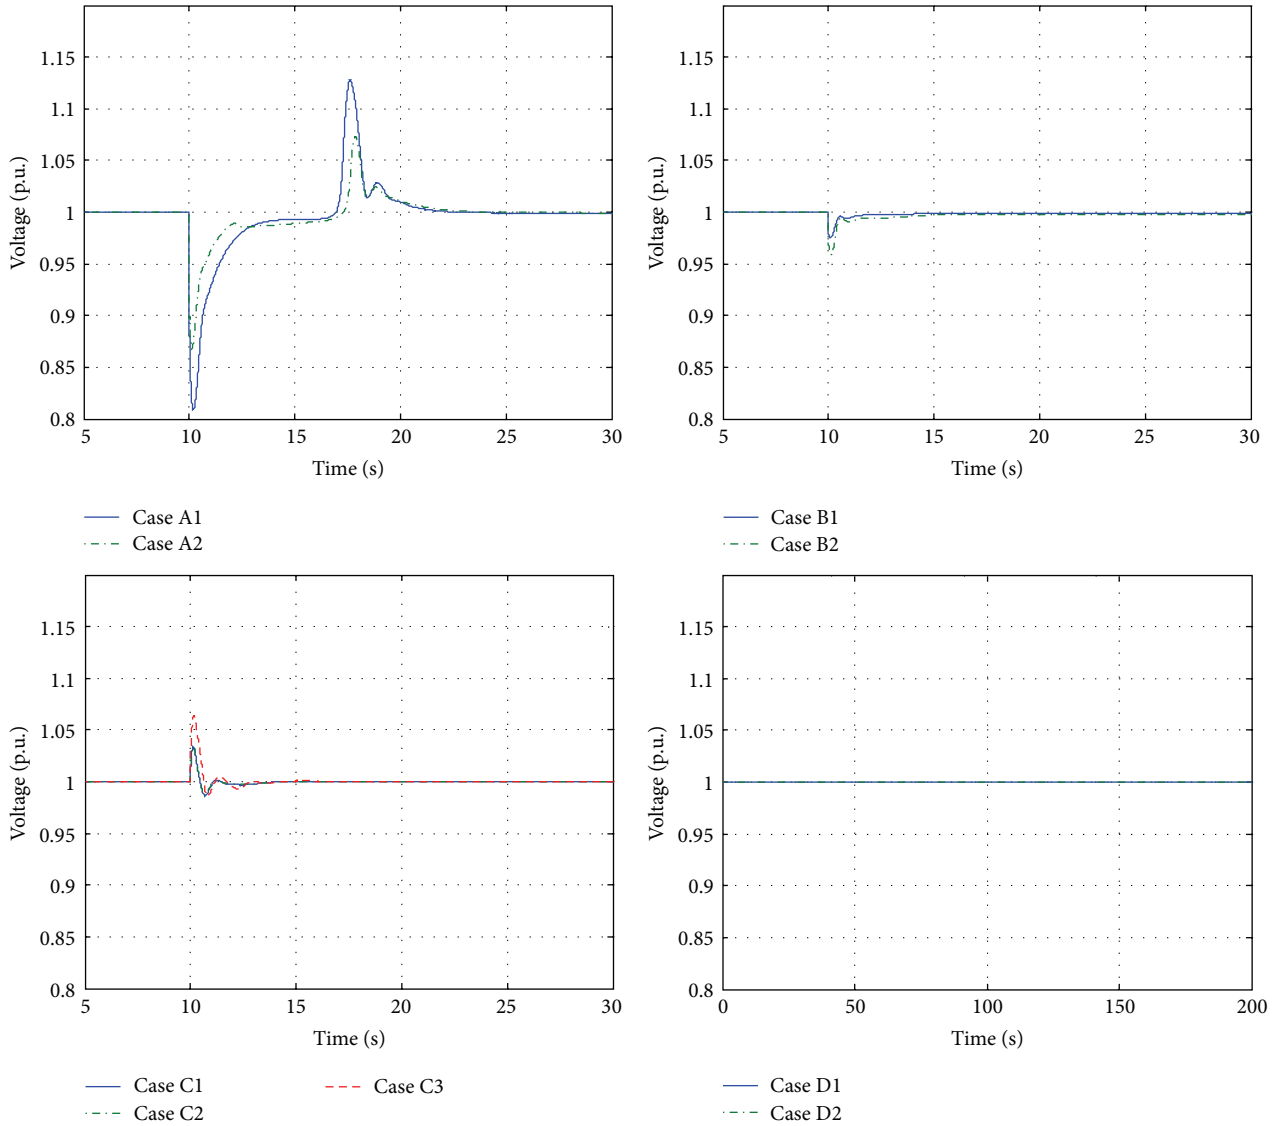 1.15
1.1
1.05
1
0.95
0.9
0.85
0.8
Voltage (p.u.)
5 10 15 20 25 30
Time (s)
Case A1
Case A2
1.15
1.1
1.05
1
0.95
0.9
0.85
0.8
Voltage (p.u.)
5 10 15 20 25 30
Time (s)
Case B1
Case B2
1.15
1.1
1.05
1
0.95
0.9
0.85
0.8
Voltage (p.u.)
5 10 15 20 25 30
Time (s)
Case C1 Case C3
Case C2
1.15
1.1
1.05
1
0.95
0.9
0.85
0.8
Voltage (p.u.)
0 50 100 150 200
Time (s)
Case D1
Case D2